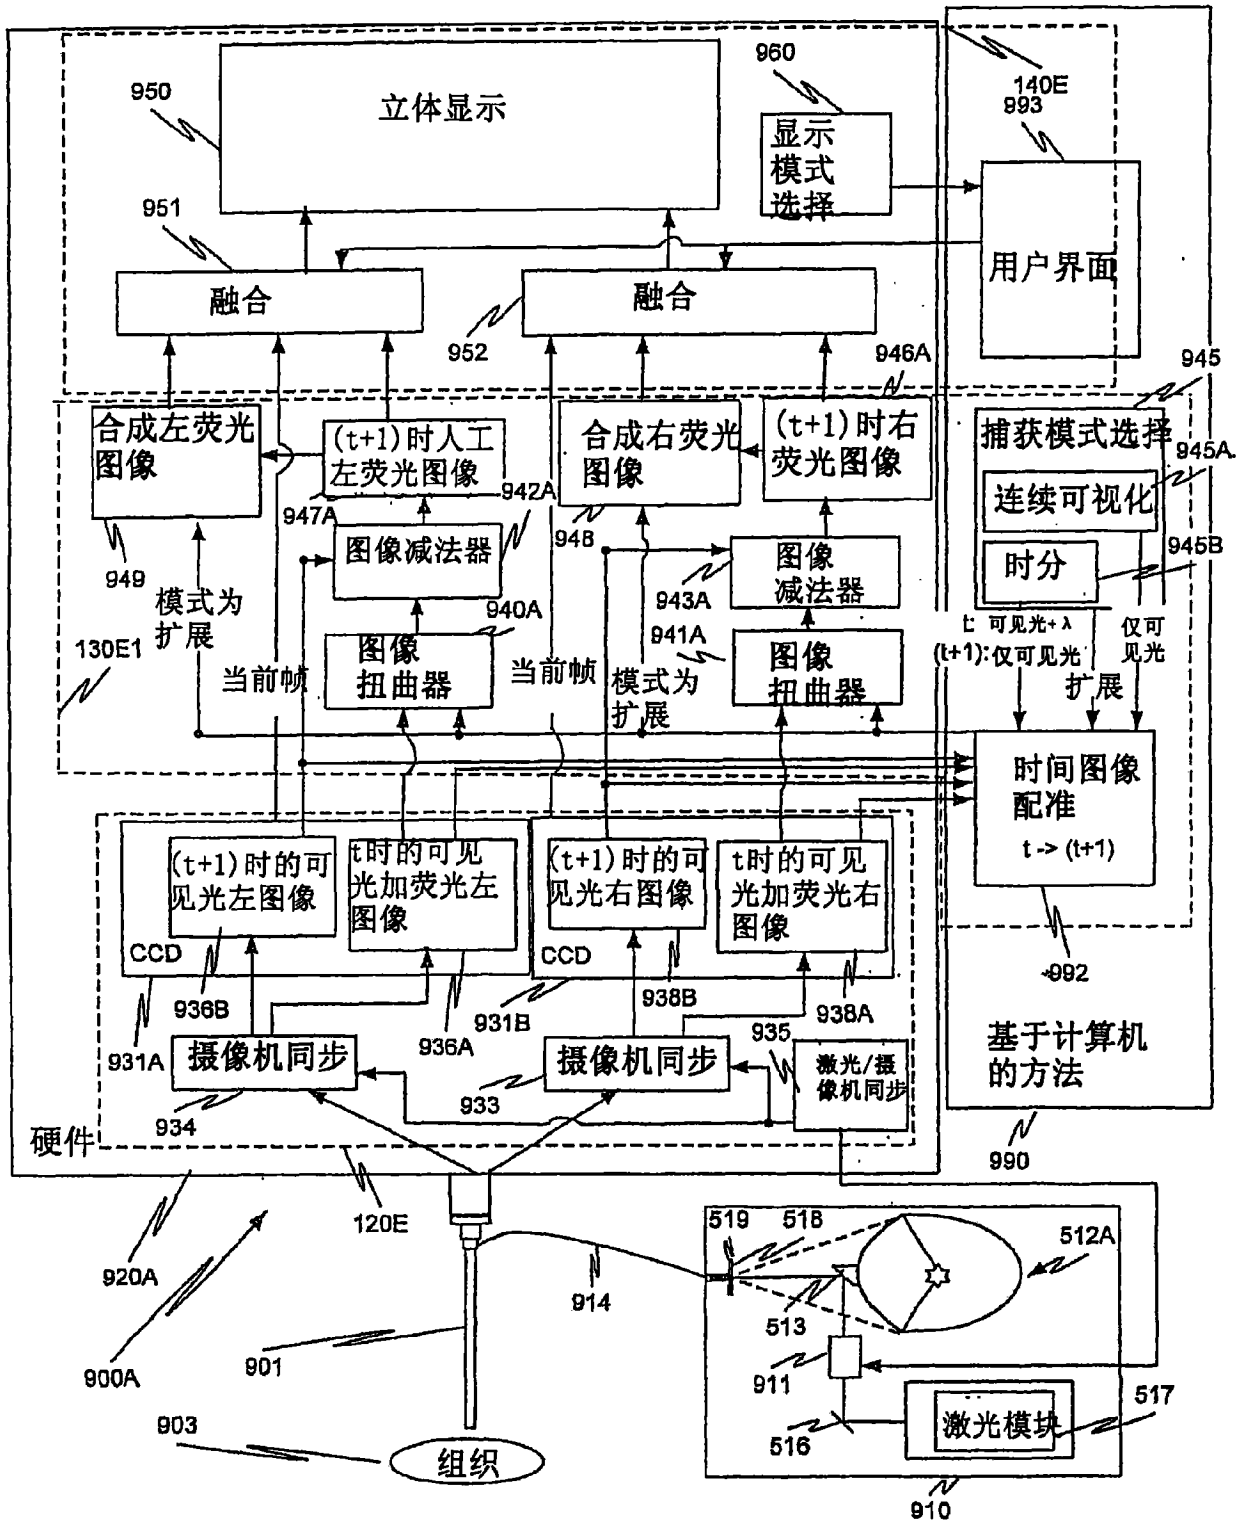 950
立体显示
960
显示
模式
选择
140E
993
用户界面
951
融合
952
融合
946A
945
合成左荧光
图像
(t+1)时人工
左荧光图像
合成右荧光
图像
(t+1)时右
荧光图像
捕获模式选择
945A
连续可视化
945B
时分
949
947A
942A
图像减法器
948
943A
图像
减法器
模式为
扩展
940A
图像
扭曲器
941A
图像
扭曲器
t: 可见光+λ
(t+1):仅可见光
仅可
见光
扩展
130E1
当前帧
当前帧
模式为
扩展
时间图像
配准
t -> (t+1)
992
(t+1)时的可
见光左图像
t时的可见
光加荧光左
图像
(t+1)时的可
见光右图像
t时的可见
光加荧光右
图像
CCD
CCD
931A
936B
936A
931B
938B
938A
935
摄像机同步
摄像机同步
激光/摄
像机同步
934
933
基于计算机
的方法
990
硬件
120E
920A
900A
901
903
组织
914
519
518
512A
513
911
516
517
激光模块
910